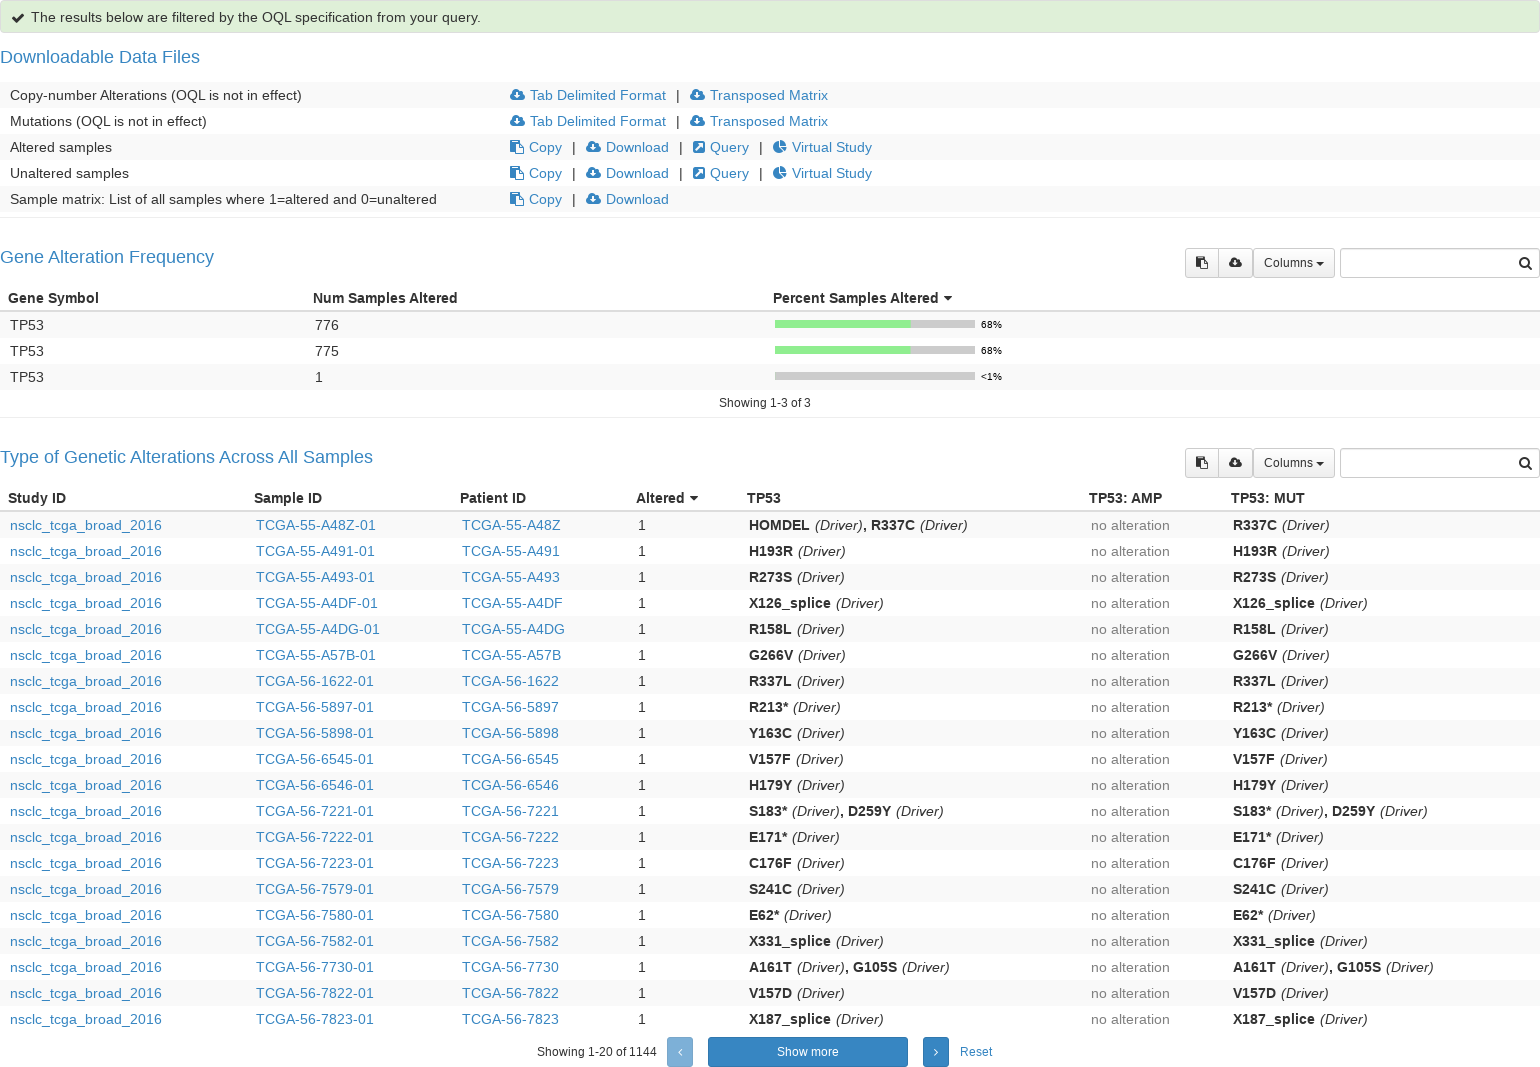 The results below are filtered by the OQL specification from your query.
Downloadable Data Files
Copy-number Alterations (OQL is not in effect) Tab Delimited Format | Transposed Matrix
Mutations (OQL is not in effect) Tab Delimited Format | Transposed Matrix
Altered samples Copy | Download | Query | Virtual Study
Unaltered samples Copy | Download | Query | Virtual Study
Sample matrix: List of all samples where 1=altered and 0=unaltered Copy | Download
Gene Alteration Frequency Columns
Gene Symbol Num Samples Altered Percent Samples Altered
TP53 776 68%
TP53 775 68%
TP53 1 <1%
Showing 1-3 of 3
Type of Genetic Alterations Across All Samples Columns
Study ID Sample ID Patient ID Altered TP53 TP53: AMP TP53: MUT
nsclc_tcga_broad_2016 TCGA-55-A48Z-01 TCGA-55-A48Z 1 HOMDEL (Driver), R337C (Driver) no alteration R337C (Driver)
nsclc_tcga_broad_2016 TCGA-55-A491-01 TCGA-55-A491 1 H193R (Driver) no alteration H193R (Driver)
nsclc_tcga_broad_2016 TCGA-55-A493-01 TCGA-55-A493 1 R273S (Driver) no alteration R273S (Driver)
nsclc_tcga_broad_2016 TCGA-55-A4DF-01 TCGA-55-A4DF 1 X126_splice (Driver) no alteration X126_splice (Driver)
nsclc_tcga_broad_2016 TCGA-55-A4DG-01 TCGA-55-A4DG 1 R158L (Driver) no alteration R158L (Driver)
nsclc_tcga_broad_2016 TCGA-55-A57B-01 TCGA-55-A57B 1 G266V (Driver) no alteration G266V (Driver)
nsclc_tcga_broad_2016 TCGA-56-1622-01 TCGA-56-1622 1 R337L (Driver) no alteration R337L (Driver)
nsclc_tcga_broad_2016 TCGA-56-5897-01 TCGA-56-5897 1 R213* (Driver) no alteration R213* (Driver)
nsclc_tcga_broad_2016 TCGA-56-5898-01 TCGA-56-5898 1 Y163C (Driver) no alteration Y163C (Driver)
nsclc_tcga_broad_2016 TCGA-56-6545-01 TCGA-56-6545 1 V157F (Driver) no alteration V157F (Driver)
nsclc_tcga_broad_2016 TCGA-56-6546-01 TCGA-56-6546 1 H179Y (Driver) no alteration H179Y (Driver)
nsclc_tcga_broad_2016 TCGA-56-7221-01 TCGA-56-7221 1 S183* (Driver), D259Y (Driver) no alteration S183* (Driver), D259Y (Driver)
nsclc_tcga_broad_2016 TCGA-56-7222-01 TCGA-56-7222 1 E171* (Driver) no alteration E171* (Driver)
nsclc_tcga_broad_2016 TCGA-56-7223-01 TCGA-56-7223 1 C176F (Driver) no alteration C176F (Driver)
nsclc_tcga_broad_2016 TCGA-56-7579-01 TCGA-56-7579 1 S241C (Driver) no alteration S241C (Driver)
nsclc_tcga_broad_2016 TCGA-56-7580-01 TCGA-56-7580 1 E62* (Driver) no alteration E62* (Driver)
nsclc_tcga_broad_2016 TCGA-56-7582-01 TCGA-56-7582 1 X331_splice (Driver) no alteration X331_splice (Driver)
nsclc_tcga_broad_2016 TCGA-56-7730-01 TCGA-56-7730 1 A161T (Driver), G105S (Driver) no alteration A161T (Driver), G105S (Driver)
nsclc_tcga_broad_2016 TCGA-56-7822-01 TCGA-56-7822 1 V157D (Driver) no alteration V157D (Driver)
nsclc_tcga_broad_2016 TCGA-56-7823-01 TCGA-56-7823 1 X187_splice (Driver) no alteration X187_splice (Driver)
Showing 1-20 of 1144 Show more Reset